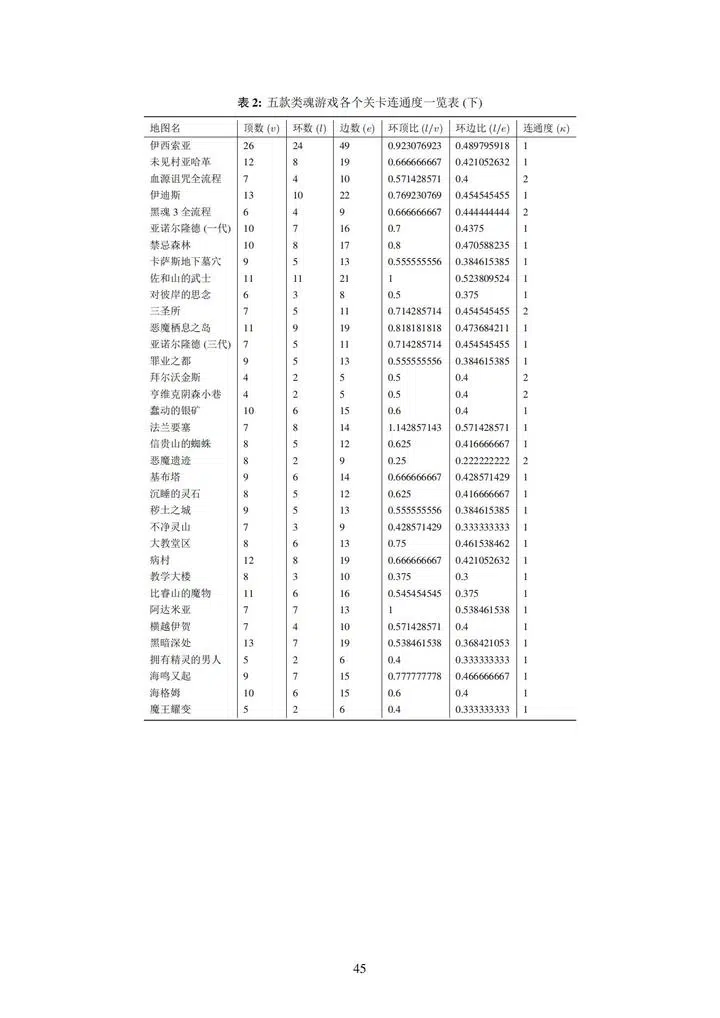 表 2: 五款类魂游戏各个关卡连通度一览表 (下)
地图名 顶数 (v) 环数 (l) 边数 (e) 环顶比 (l/v) 环边比 (l/e) 连通度 (κ)
伊西索亚 26 24 49 0.923076923 0.489795918 1
未见村亚哈革 12 8 19 0.666666667 0.421052632 1
血源诅咒全流程 7 4 10 0.571428571 0.4 2
伊迪斯 13 10 22 0.769230769 0.454545455 1
黑魂 3 全流程 6 4 9 0.666666667 0.444444444 2
亚诺尔隆德 (一代) 10 7 16 0.7 0.4375 1
禁忌森林 10 8 17 0.8 0.470588235 1
卡萨斯地下墓穴 9 5 13 0.555555556 0.384615385 1
佐和山的武士 11 11 21 1 0.523809524 1
对彼岸的思念 6 3 8 0.5 0.375 1
三圣所 7 5 11 0.714285714 0.454545455 2
恶魔栖息之岛 11 9 19 0.818181818 0.473684211 1
亚诺尔隆德 (三代) 7 5 11 0.714285714 0.454545455 1
罪业之都 9 5 13 0.555555556 0.384615385 1
拜尔沃金斯 4 2 5 0.5 0.4 2
亨维克阴森小巷 4 2 5 0.5 0.4 2
蠢动的银矿 10 6 15 0.6 0.4 1
法兰要塞 7 8 14 1.142857143 0.571428571 1
信贵山的蜘蛛 8 5 12 0.625 0.416666667 1
恶魔遗迹 8 2 9 0.25 0.222222222 2
基布塔 9 6 14 0.666666667 0.428571429 1
沉睡的灵石 8 5 12 0.625 0.416666667 1
秽土之城 9 5 13 0.555555556 0.384615385 1
不净灵山 7 3 9 0.428571429 0.333333333 1
大教堂区 8 6 13 0.75 0.461538462 1
病村 12 8 19 0.666666667 0.421052632 1
教学大楼 8 3 10 0.375 0.3 1
比睿山的魔物 11 6 16 0.545454545 0.375 1
阿达米亚 7 7 13 1 0.538461538 1
横越伊贺 7 4 10 0.571428571 0.4 1
黑暗深处 13 7 19 0.538461538 0.368421053 1
拥有精灵的男人 5 2 6 0.4 0.333333333 1
海鸣又起 9 7 15 0.777777778 0.466666667 1
海格姆 10 6 15 0.6 0.4 1
魔王耀变 5 2 6 0.4 0.333333333 1
45